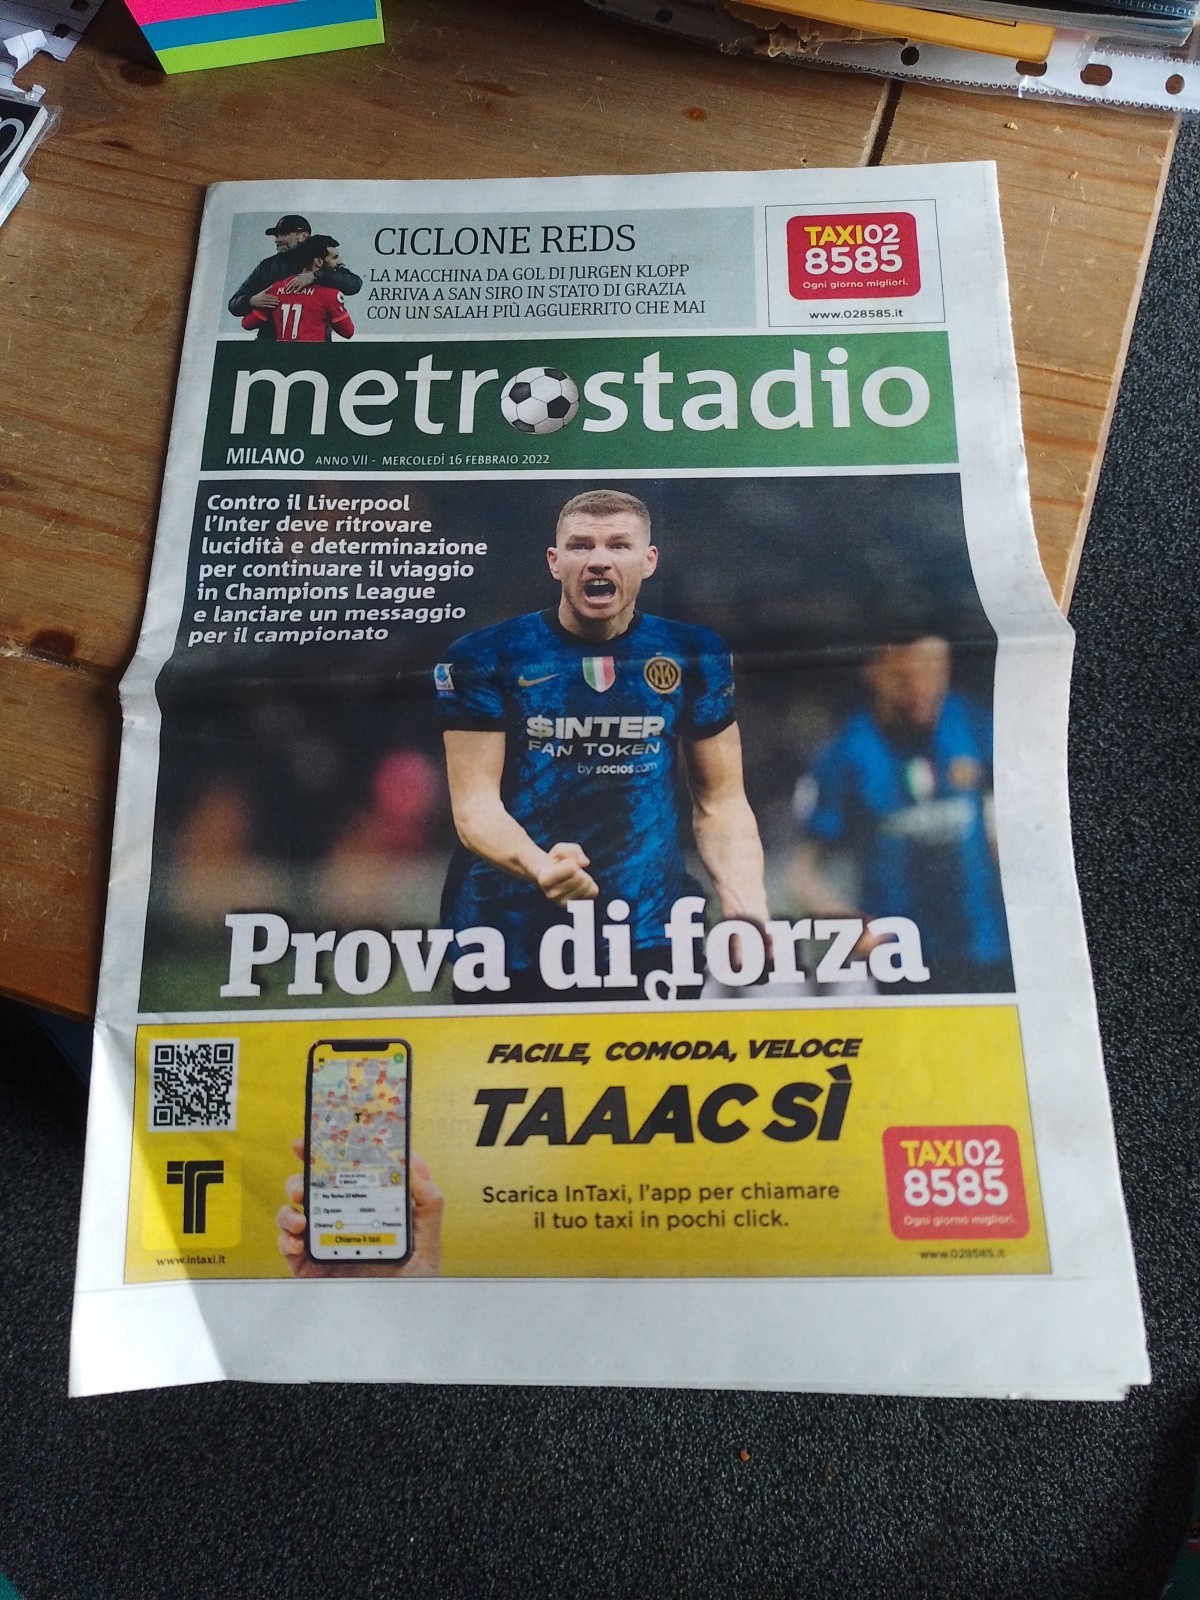 CICLONE REDS
LA MACCHINA DA GOL DI JURGEN KLOPP
ARRIVA A SAN SIRO IN STATO DI GRAZIA
CON UN SALAH PIÙ AGGUERRITO CHE MAI
11
TAXI02
8585
Ogni giorno migliori.
www.028585.it
metrostadio
MILANO ANNO VII - MERCOLEDÌ 16 FEBBRAIO 2022
Contro il Liverpool
l'Inter deve ritrovare
lucidità e determinazione
per continuare il viaggio
in Champions League
e lanciare un messaggio
per il campionato
$INTER
FAN TOKEN
by socios.com
Prova di forza
FACILE, COMODA, VELOCE
TAAAC SÌ
Scarica InTaxi, l'app per chiamare
il tuo taxi in pochi click.
Chiama il taxi
www.intaxi.it
TAXI02
8585
Ogni giorno migliori.
www.028585.it